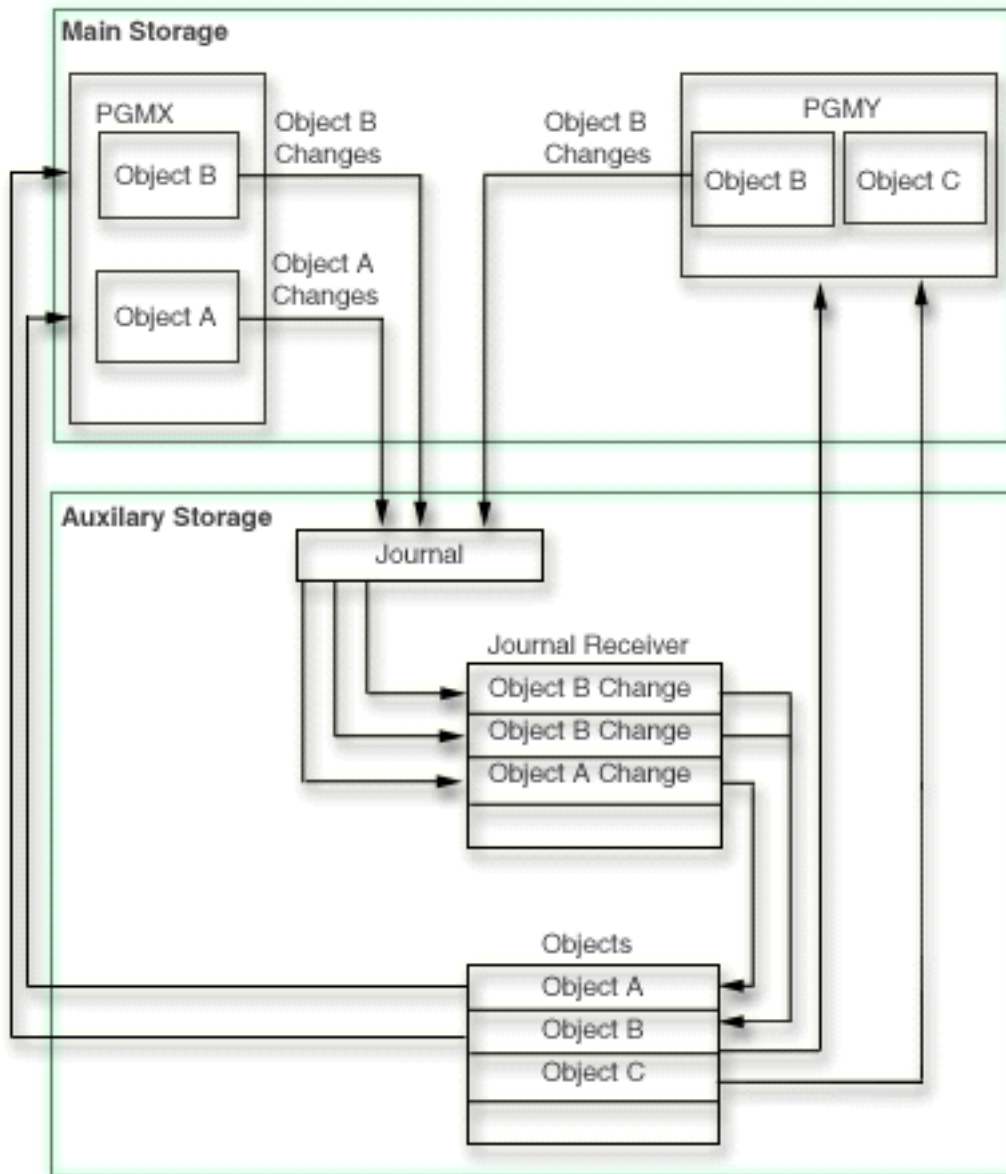 Main Storage
PGMX
Object B
Object B
Changes
Object A
Object A
Changes
Object B
Changes
PGMY
Object B
Object C
Auxilary Storage
Journal
Journal Receiver
Object B Change
Object B Change
Object A Change
Objects
Object A
Object B
Object C